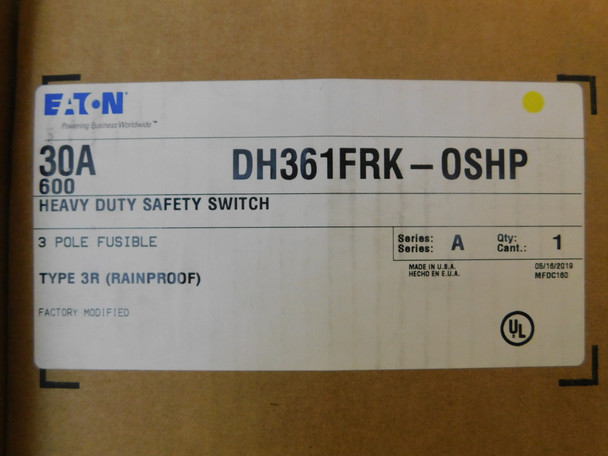 EATON
Powering Business Worldwide™
30A
600
DH361FRK-OSHP
HEAVY DUTY SAFETY SWITCH
3 POLE FUSIBLE
Series: A Qty: 1
Series: Cant.:
MADE IN U.S.A. 05/16/2019
HECHO EN E.U.A. MFDC160
TYPE 3R (RAINPROOF)
FACTORY MODIFIED
UL